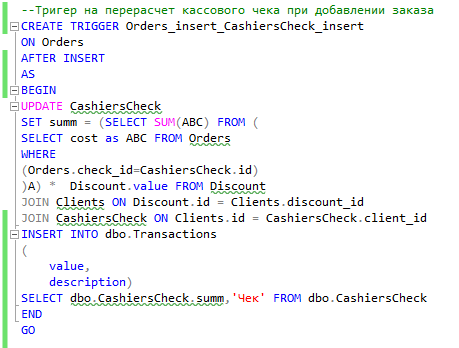 --Тригер на перерасчет кассового чека при добавлении заказа
CREATE TRIGGER Orders_insert_CashiersCheck_insert
ON Orders
AFTER INSERT
AS
BEGIN
UPDATE CashiersCheck
SET summ = (SELECT SUM(ABC) FROM (
SELECT cost as ABC FROM Orders
WHERE
(Orders.check_id=CashiersCheck.id)
)A) *  Discount.value FROM Discount
JOIN Clients ON Discount.id = Clients.discount_id
JOIN CashiersCheck ON Clients.id = CashiersCheck.client_id
INSERT INTO dbo.Transactions
(
    value,
    description)
SELECT dbo.CashiersCheck.summ,'Чек' FROM dbo.CashiersCheck
END
GO